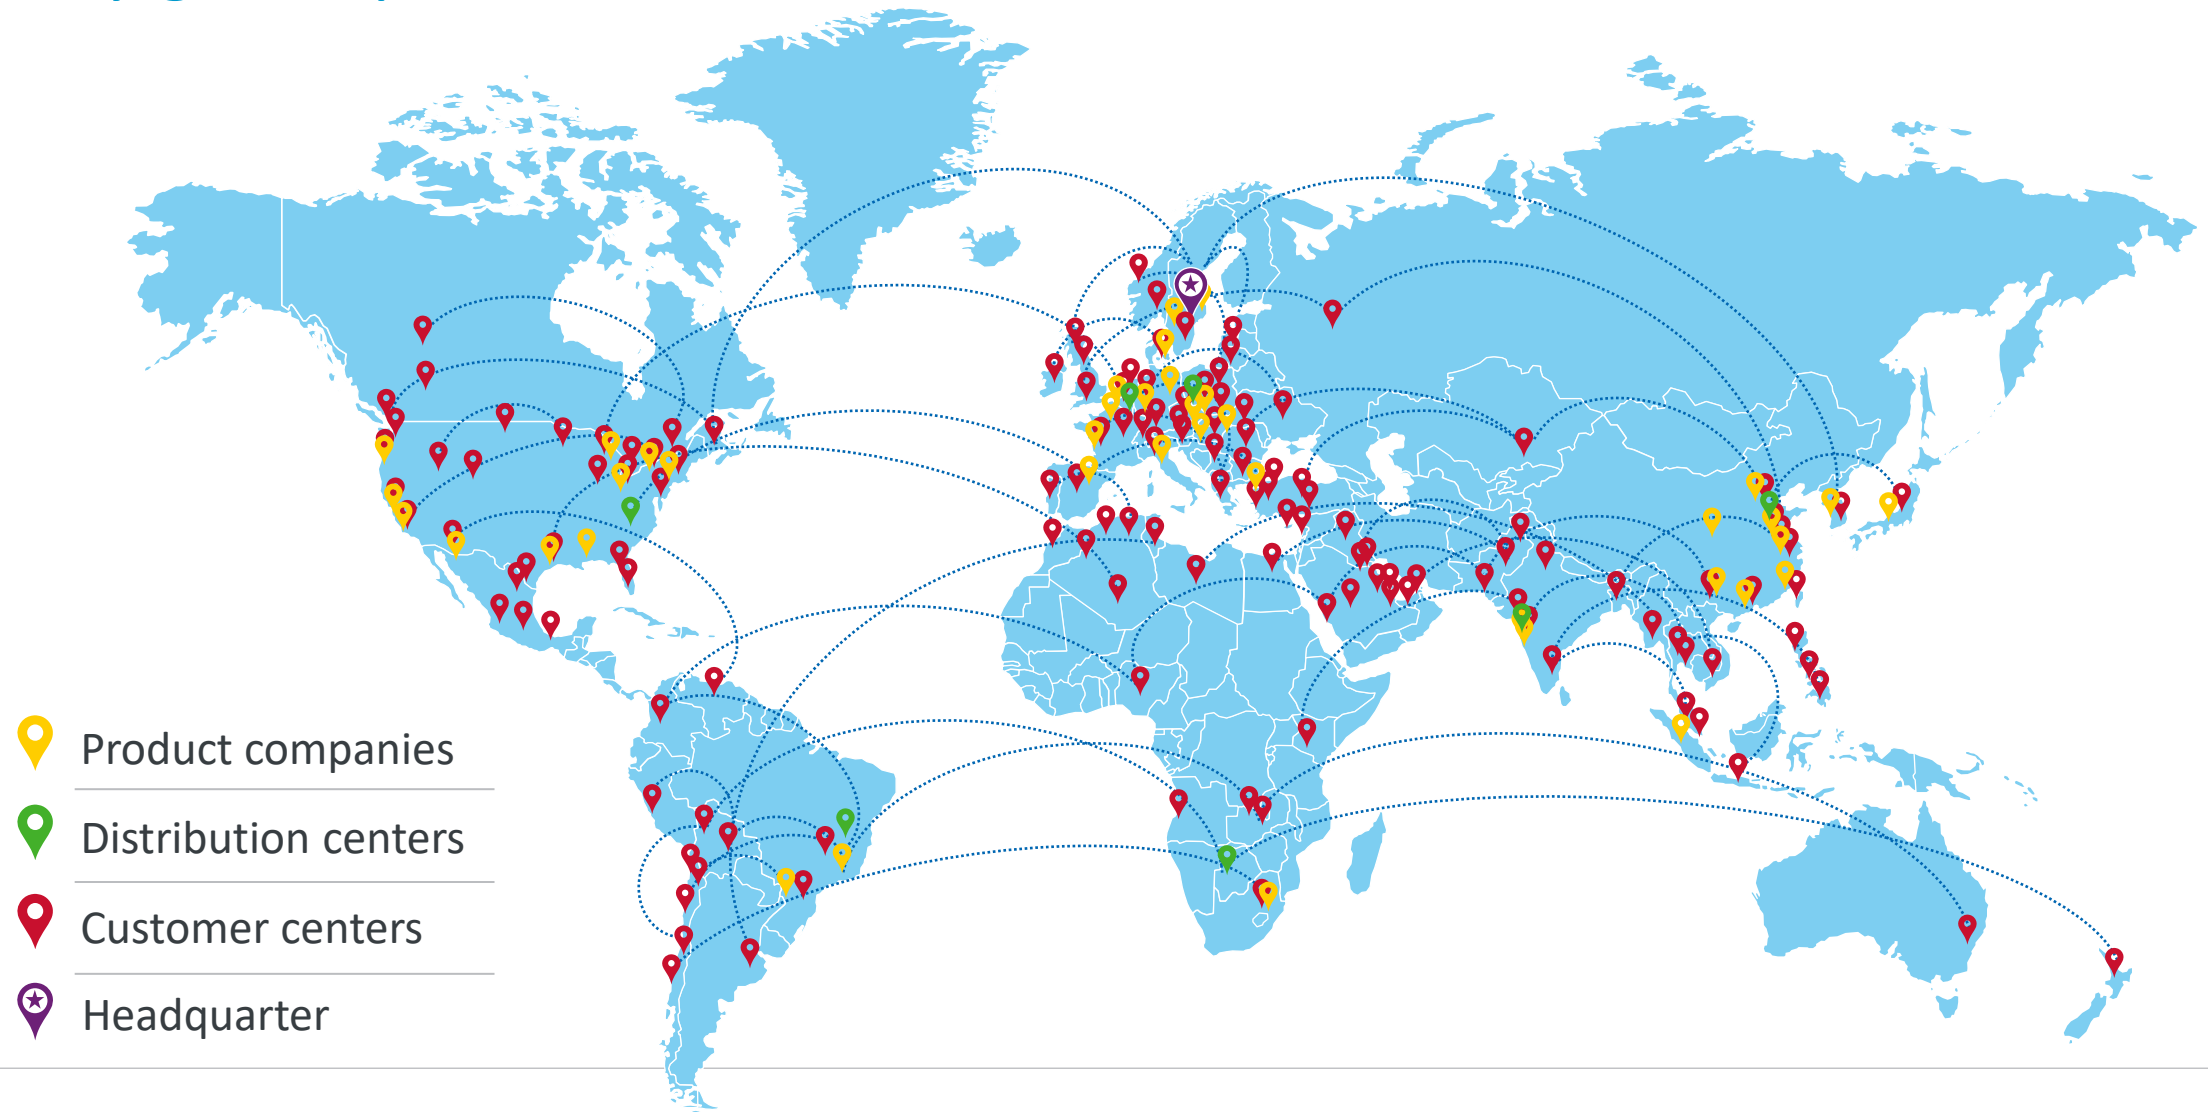 Product companies
Distribution centers
Customer centers
Headquarter